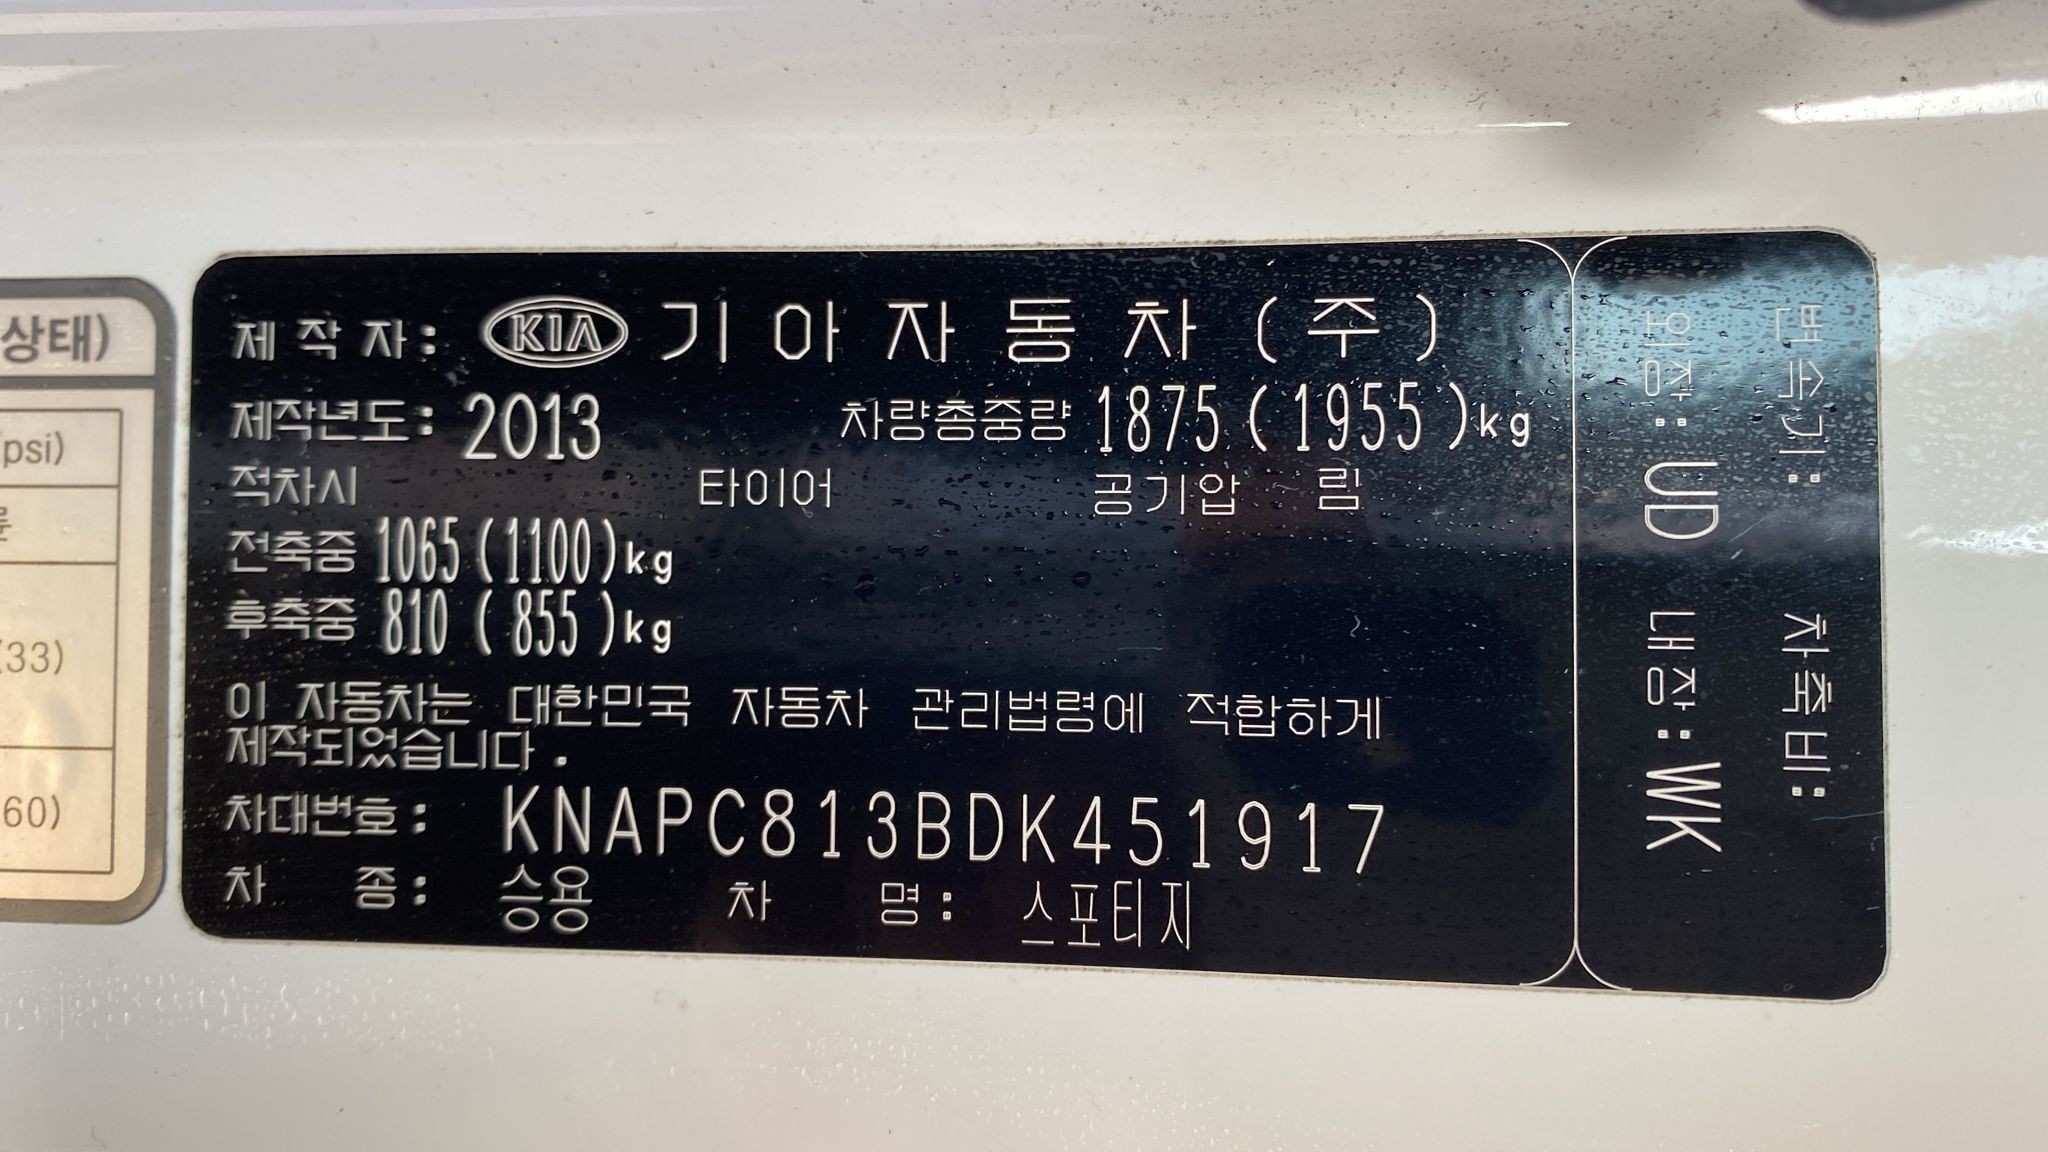 상태)
psi)
(33)
60)
제 작 자: KIA 기아자동차(주)
제작년도: 2013 차량총중량 1875(1955)kg
적차시 타이어 공기압 림
전축중 1065(1100)kg
후축중 810 ( 855 )kg
이 자동차는 대한민국 자동차 관리법령에 적합하게
제작되었습니다.
차대번호: KNAPC813BDK451917
차 종: 승용 차 명: 스포티지
변속기: 차축비:
외장: UD 내장: WK